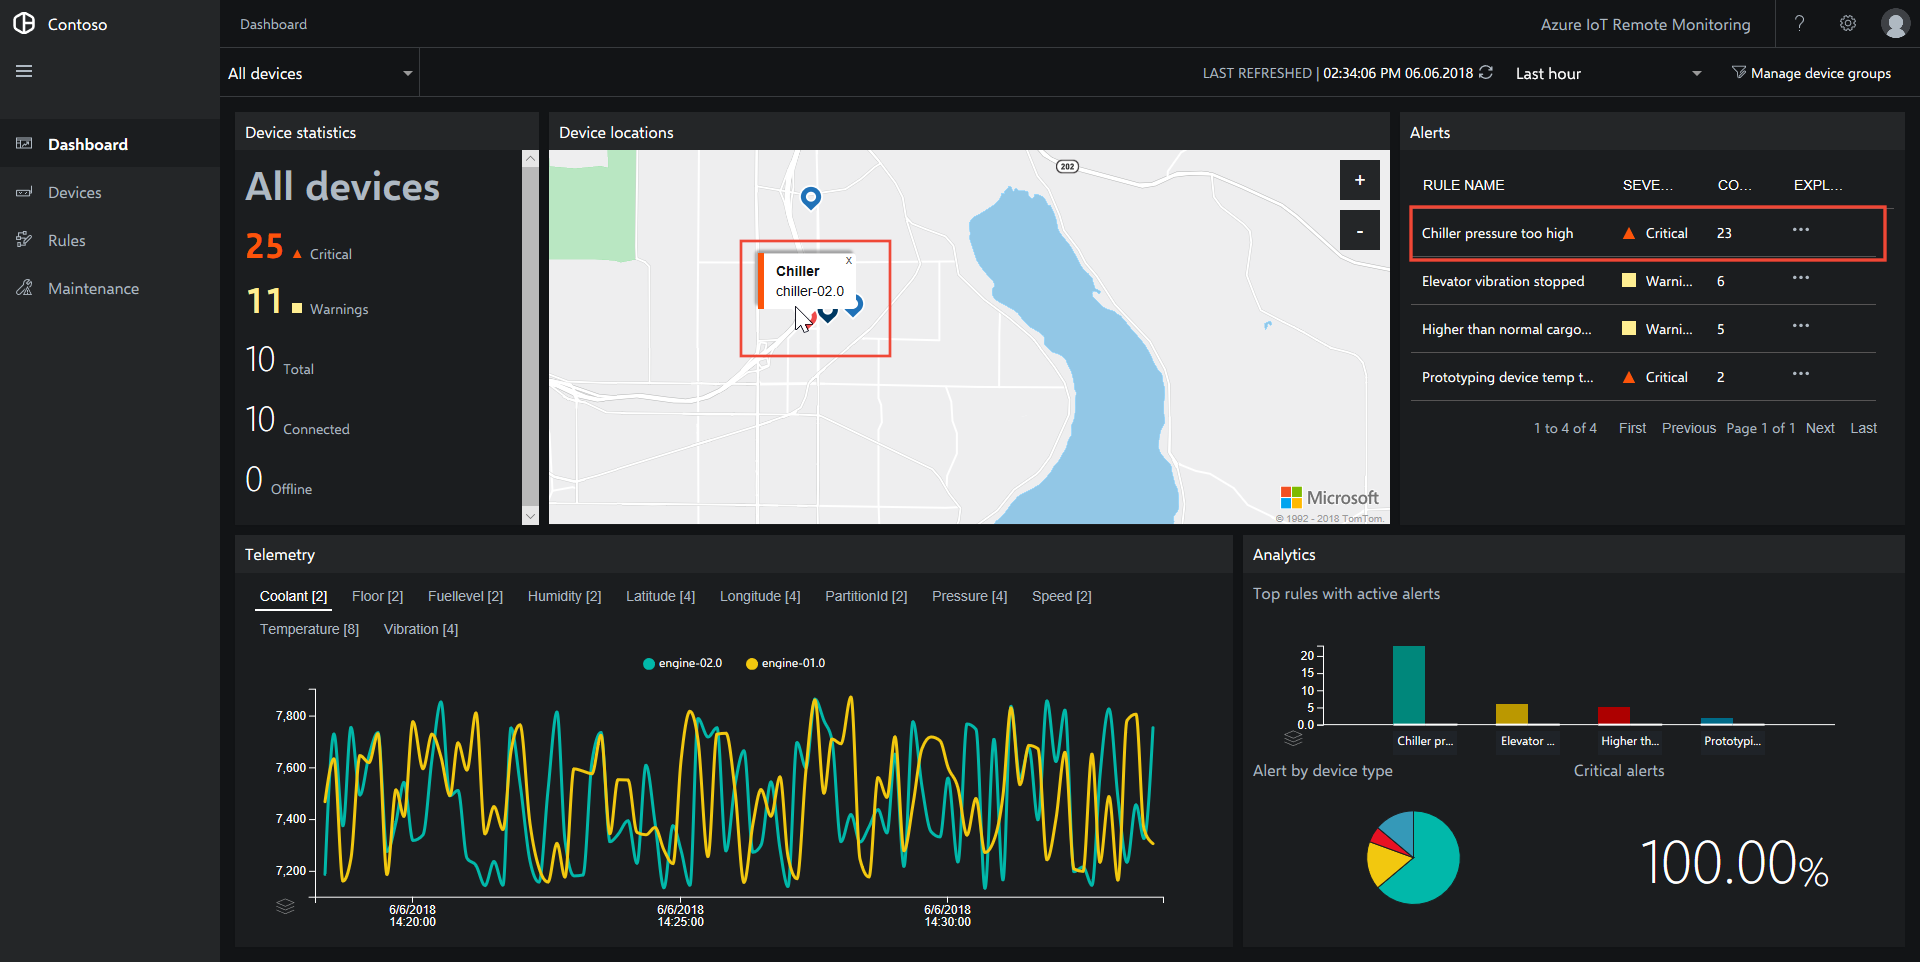 Contoso
Dashboard
Azure IoT Remote Monitoring
?
All devices
LAST REFRESHED | 02:34:06 PM 06.06.2018
Last hour
Manage device groups
Dashboard
Devices
Rules
Maintenance
Device statistics
All devices
25 Critical
11 Warnings
10 Total
10 Connected
0 Offline
Device locations
202
+
-
Chiller x
chiller-02.0
Microsoft
© 1992 - 2018 TomTom.
Alerts
RULE NAME SEVE... CO... EXPL...
Chiller pressure too high Critical 23 ...
Elevator vibration stopped Warni... 6 ...
Higher than normal cargo... Warni... 5 ...
Prototyping device temp t... Critical 2 ...
1 to 4 of 4 First Previous Page 1 of 1 Next Last
Telemetry
Coolant [2] Floor [2] Fuellevel [2] Humidity [2] Latitude [4] Longitude [4] PartitionId [2] Pressure [4] Speed [2]
Temperature [8] Vibration [4]
engine-02.0 engine-01.0
7,800
7,600
7,400
7,200
6/6/2018 6/6/2018 6/6/2018
14:20:00 14:25:00 14:30:00
Analytics
Top rules with active alerts
20
15
10
5
0.0
Chiller pr... Elevator ... Higher th... Prototypi...
Alert by device type
Critical alerts
100.00%